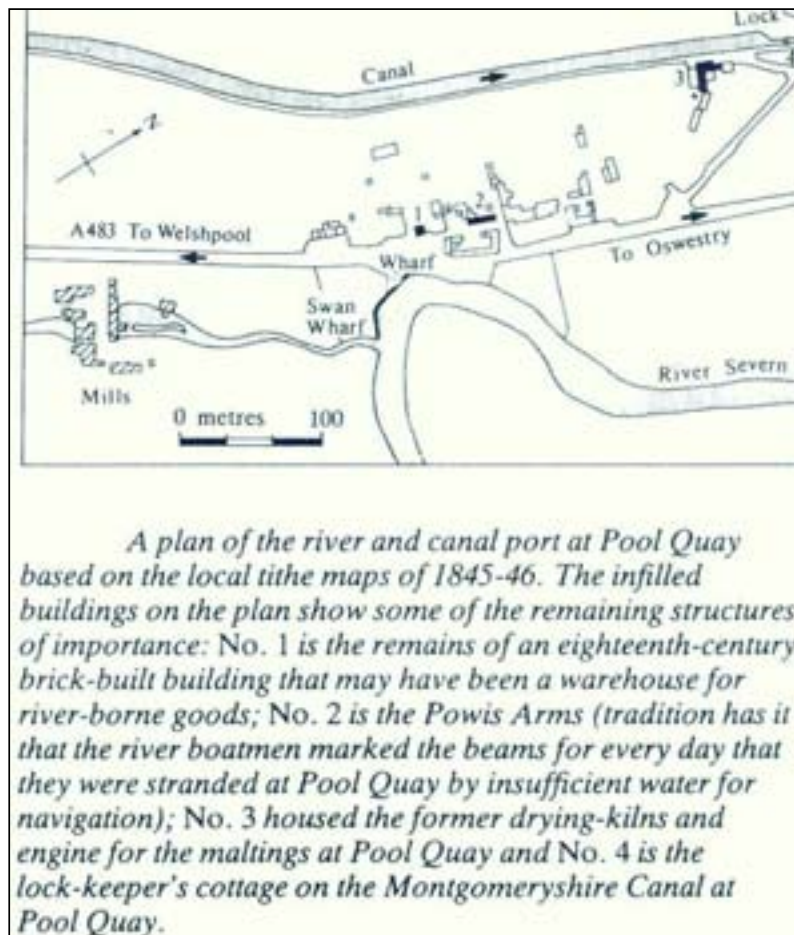 Lock
Canal
3
N
2
1
A483 To Welshpool
To Oswestry
Wharf
Swan
Wharf
River Severn
Mills
0 metres 100
A plan of the river and canal port at Pool Quay
based on the local tithe maps of 1845-46. The infilled
buildings on the plan show some of the remaining structures
of importance: No. 1 is the remains of an eighteenth-century
brick-built building that may have been a warehouse for
river-borne goods; No. 2 is the Powis Arms (tradition has it
that the river boatmen marked the beams for every day that
they were stranded at Pool Quay by insufficient water for
navigation); No. 3 housed the former drying-kilns and
engine for the maltings at Pool Quay and No. 4 is the
lock-keeper's cottage on the Montgomeryshire Canal at
Pool Quay.